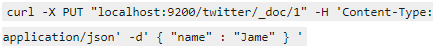 curl -X PUT "localhost:9200/twitter/_doc/1" -H 'Content-Type:
application/json' -d' { "name" : "Jame" } '